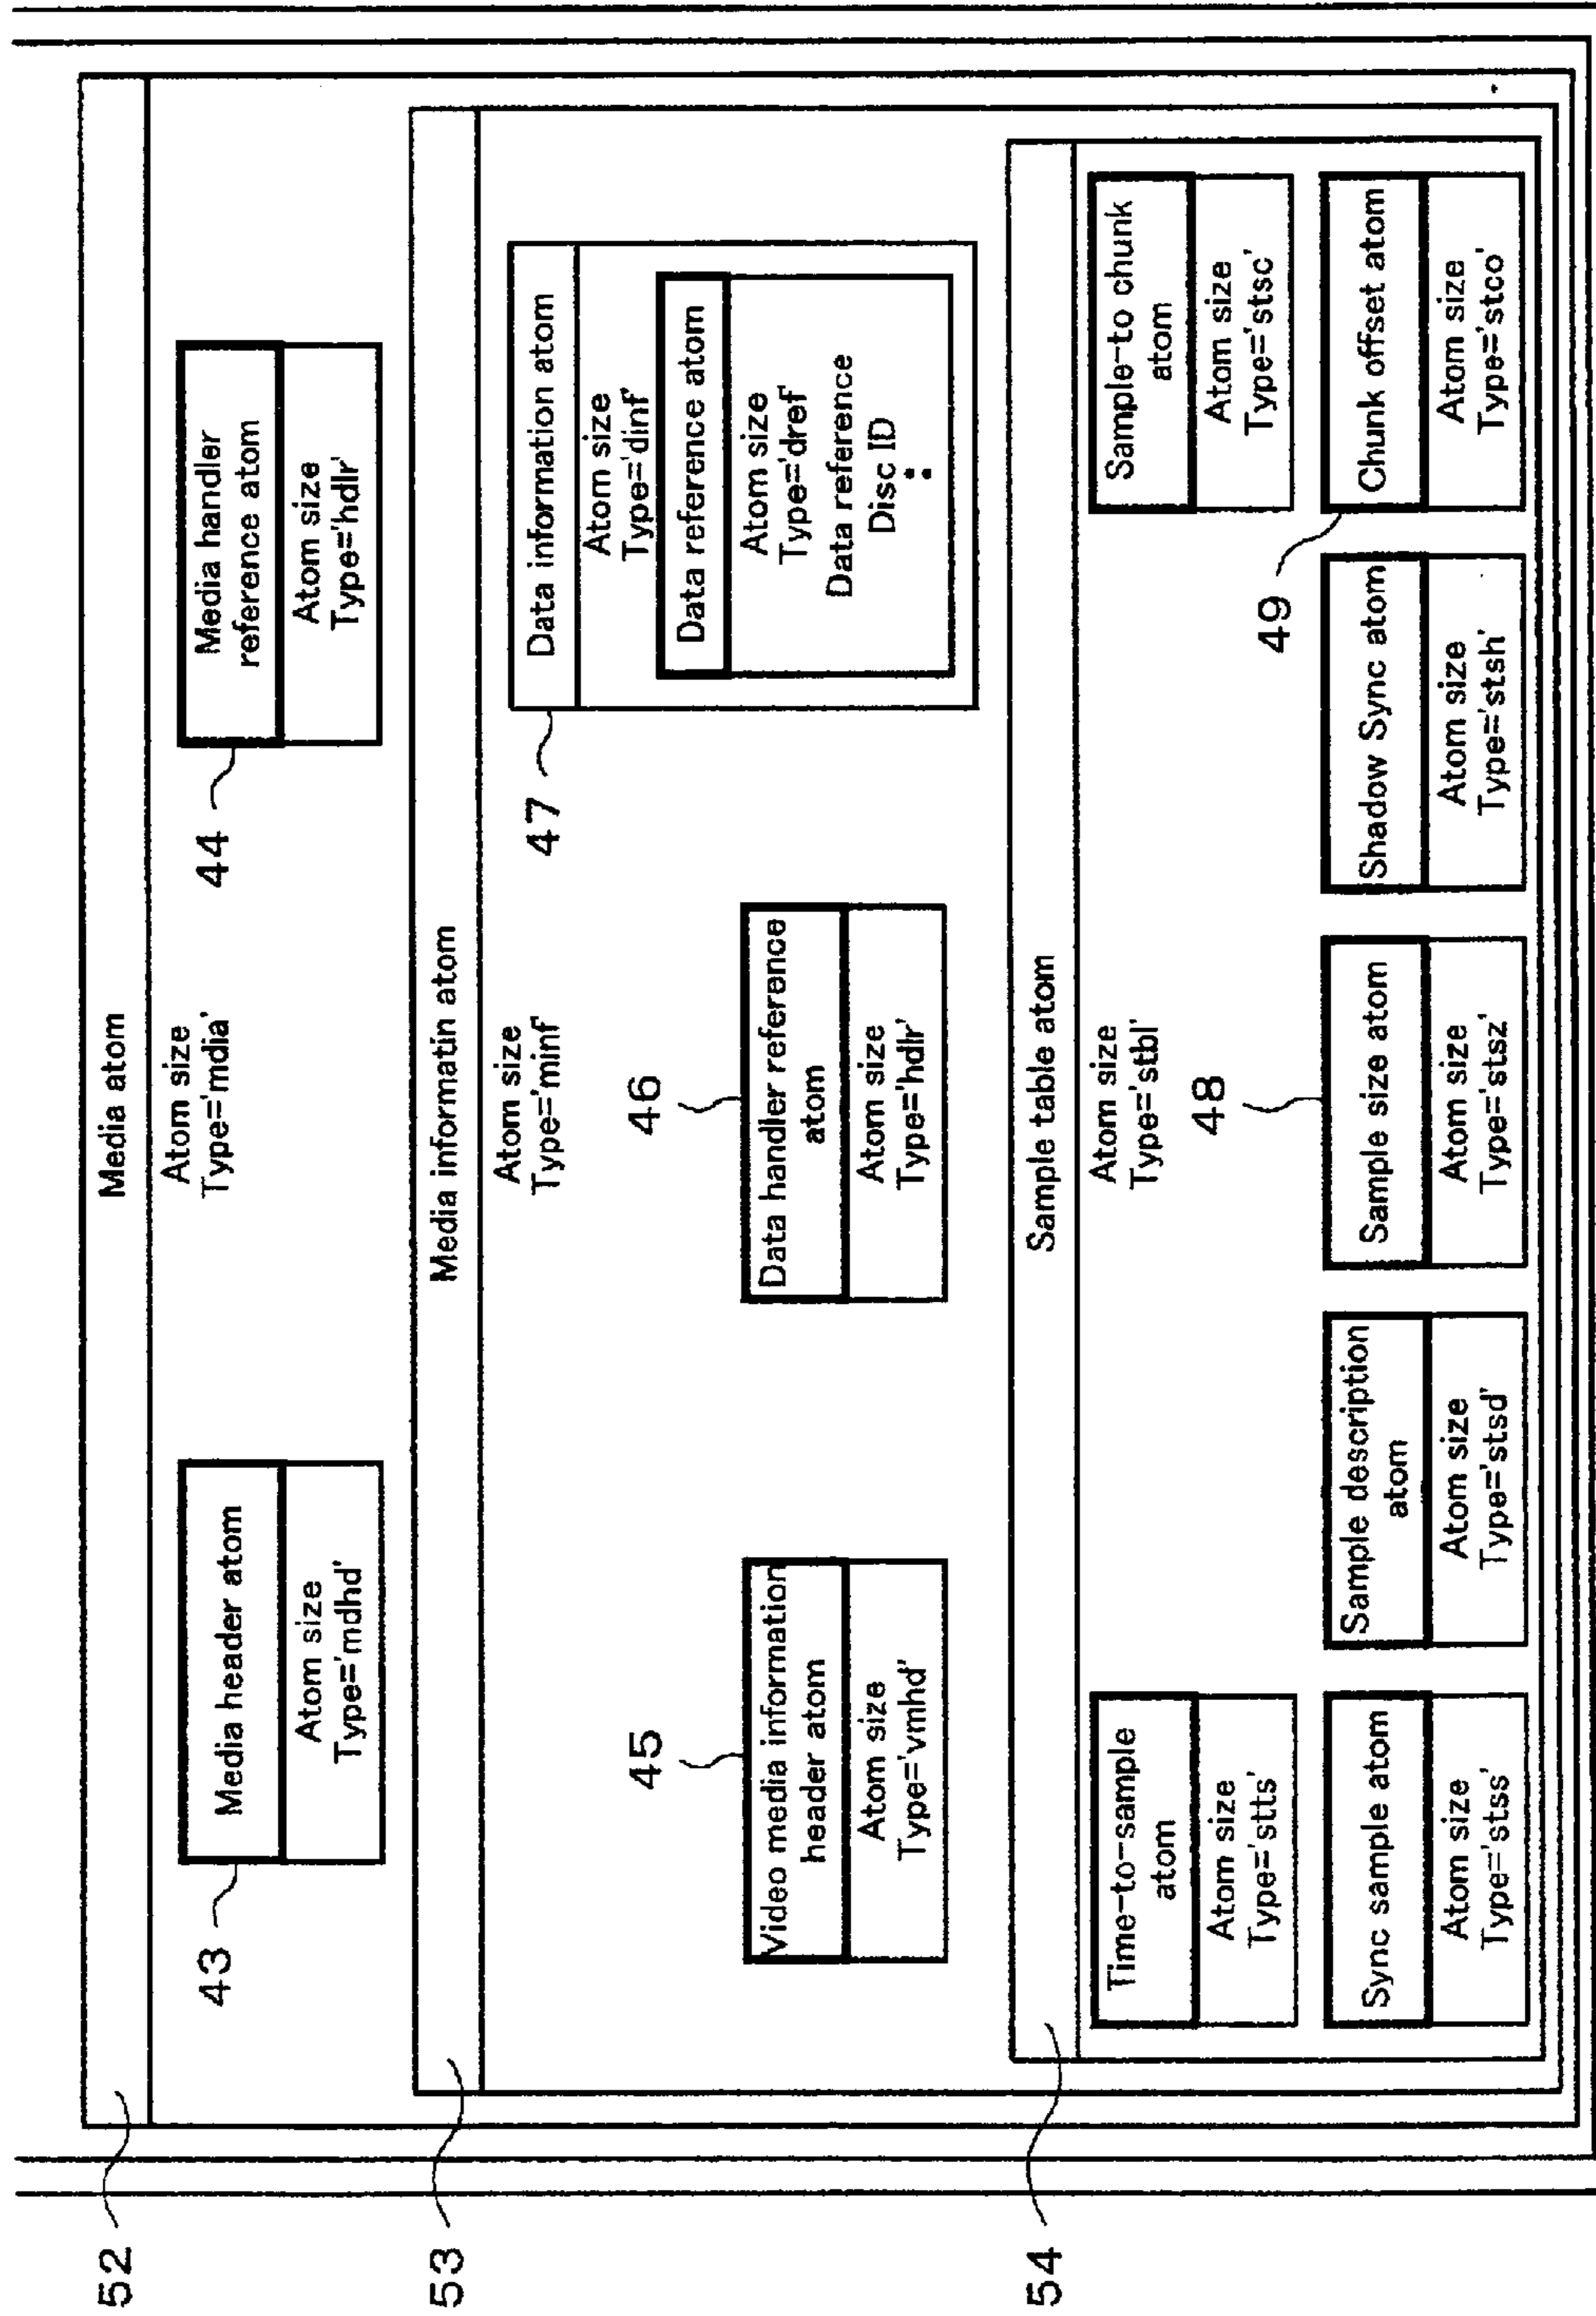 52
Media atom
Atom size
Type='mdia'
43
Media header atom
Atom size
Type='mdhd'
44
Media handler
reference atom
Atom size
Type='hdlr'
53
Media informatin atom
Atom size
Type='minf'
45
Video media information
header atom
Atom size
Type='vmhd'
46
Data handler reference
atom
Atom size
Type='hdlr'
47
Data information atom
Atom size
Type='dinf'
Data reference atom
Atom size
Type='dref'
Data reference
Disc ID
54
Sample table atom
Atom size
Type='stbl'
Time-to-sample
atom
Atom size
Type='stts'
Sample-to chunk
atom
Atom size
Type='stsc'
Sync sample atom
Atom size
Type='stss'
Sample description
atom
Atom size
Type='stsd'
48
Sample size atom
Atom size
Type='stsz'
Shadow Sync atom
Atom size
Type='stsh'
49
Chunk offset atom
Atom size
Type='stco'